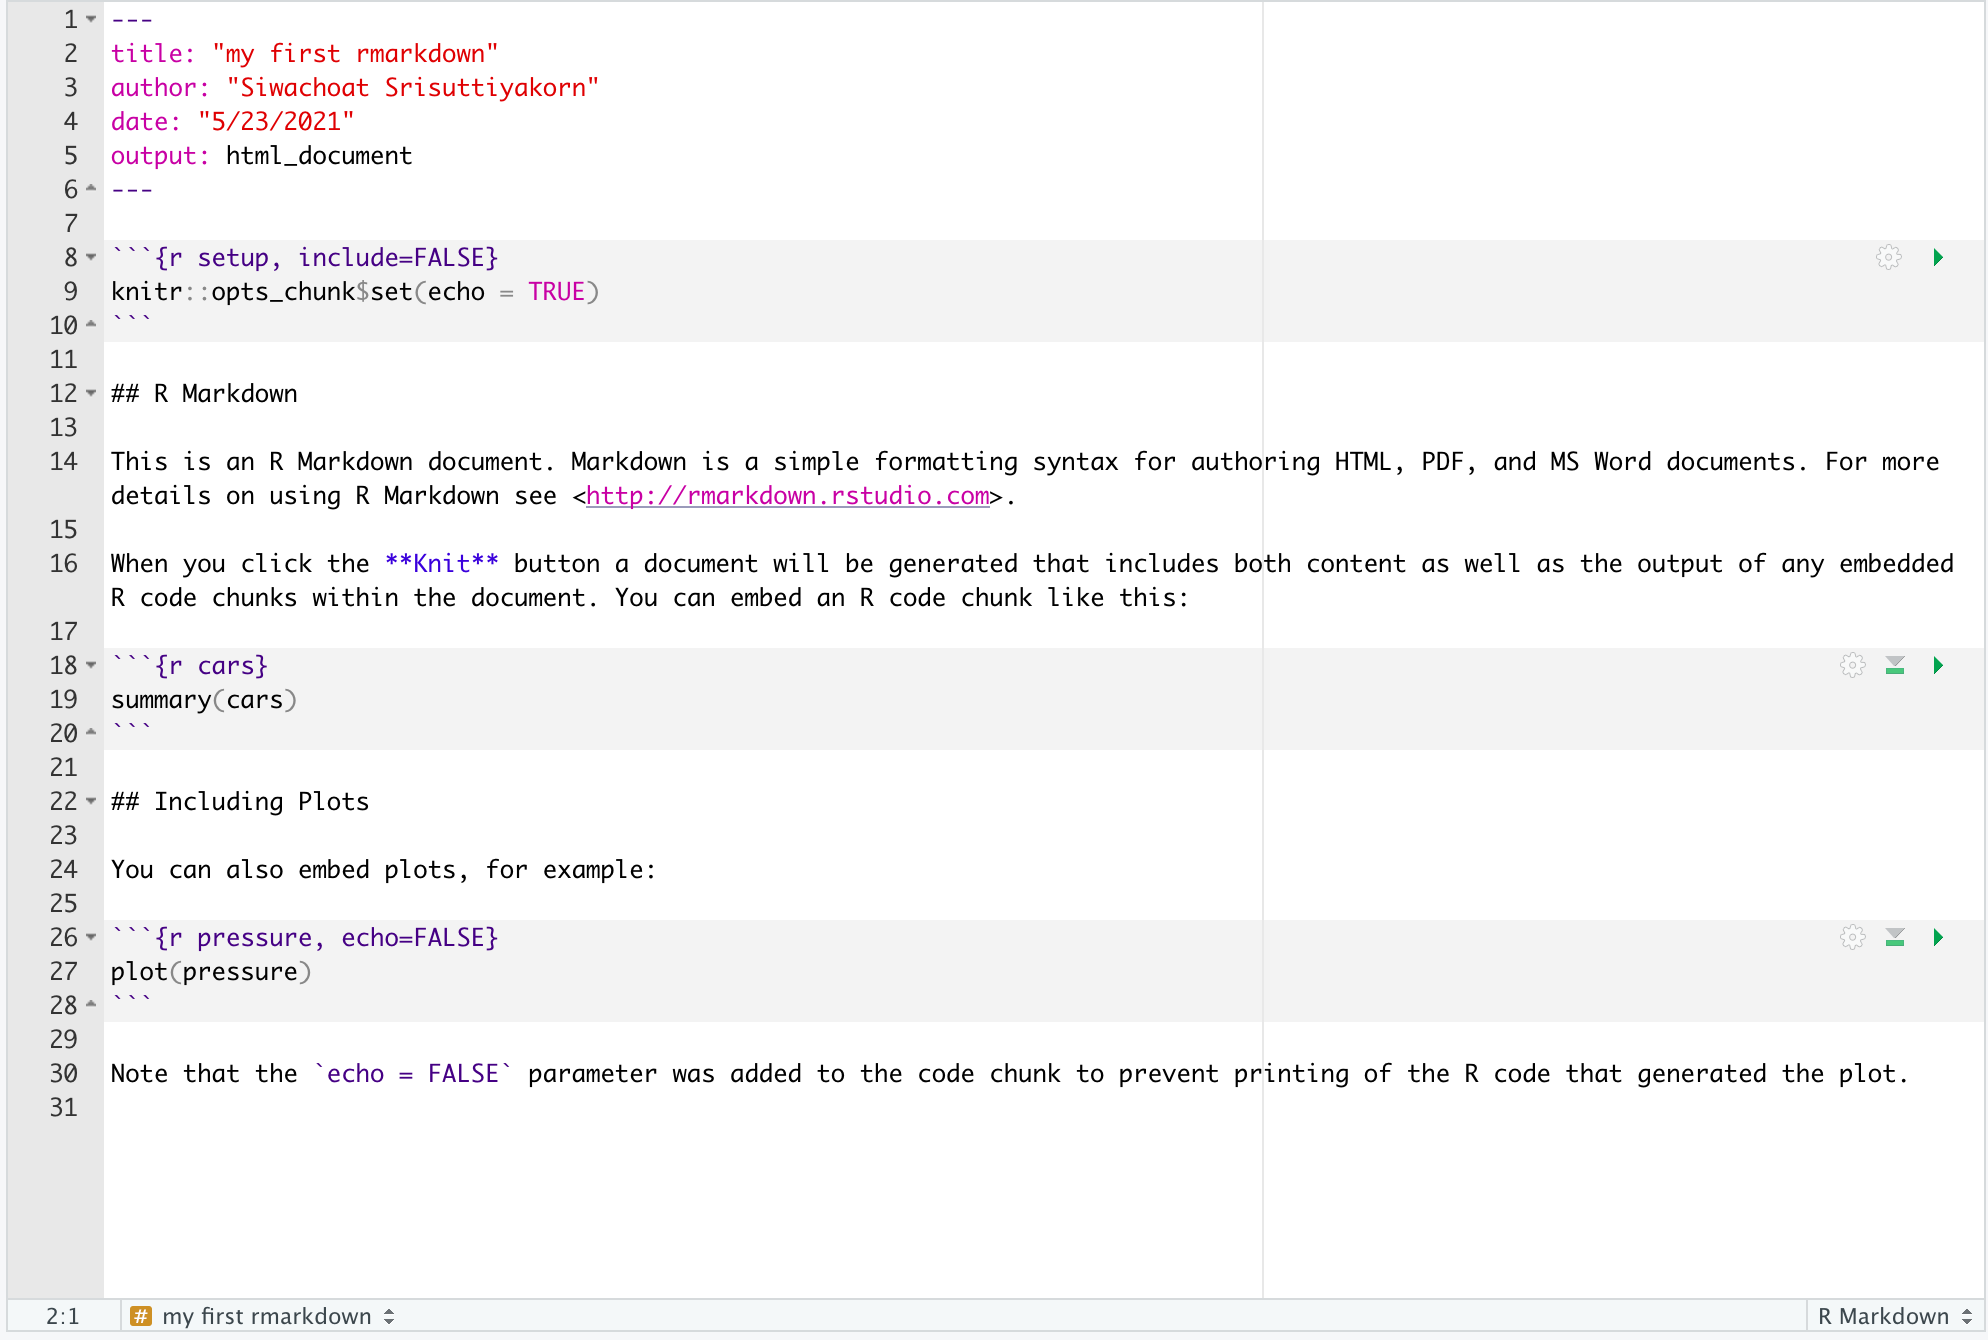 1 ---
2 title: "my first rmarkdown"
3 author: "Siwachoat Srisuttiyakorn"
4 date: "5/23/2021"
5 output: html_document
6 ---
7
8 ```{r setup, include=FALSE}
9 knitr::opts_chunk$set(echo = TRUE)
10 ```
11
12 ## R Markdown
13
14 This is an R Markdown document. Markdown is a simple formatting syntax for authoring HTML, PDF, and MS Word documents. For more
details on using R Markdown see <http://rmarkdown.rstudio.com>.
15
16 When you click the **Knit** button a document will be generated that includes both content as well as the output of any embedded
R code chunks within the document. You can embed an R code chunk like this:
17
18 ```{r cars}
19 summary(cars)
20 ```
21
22 ## Including Plots
23
24 You can also embed plots, for example:
25
26 ```{r pressure, echo=FALSE}
27 plot(pressure)
28 ```
29
30 Note that the `echo = FALSE` parameter was added to the code chunk to prevent printing of the R code that generated the plot.
31
2:1 # my first rmarkdown R Markdown